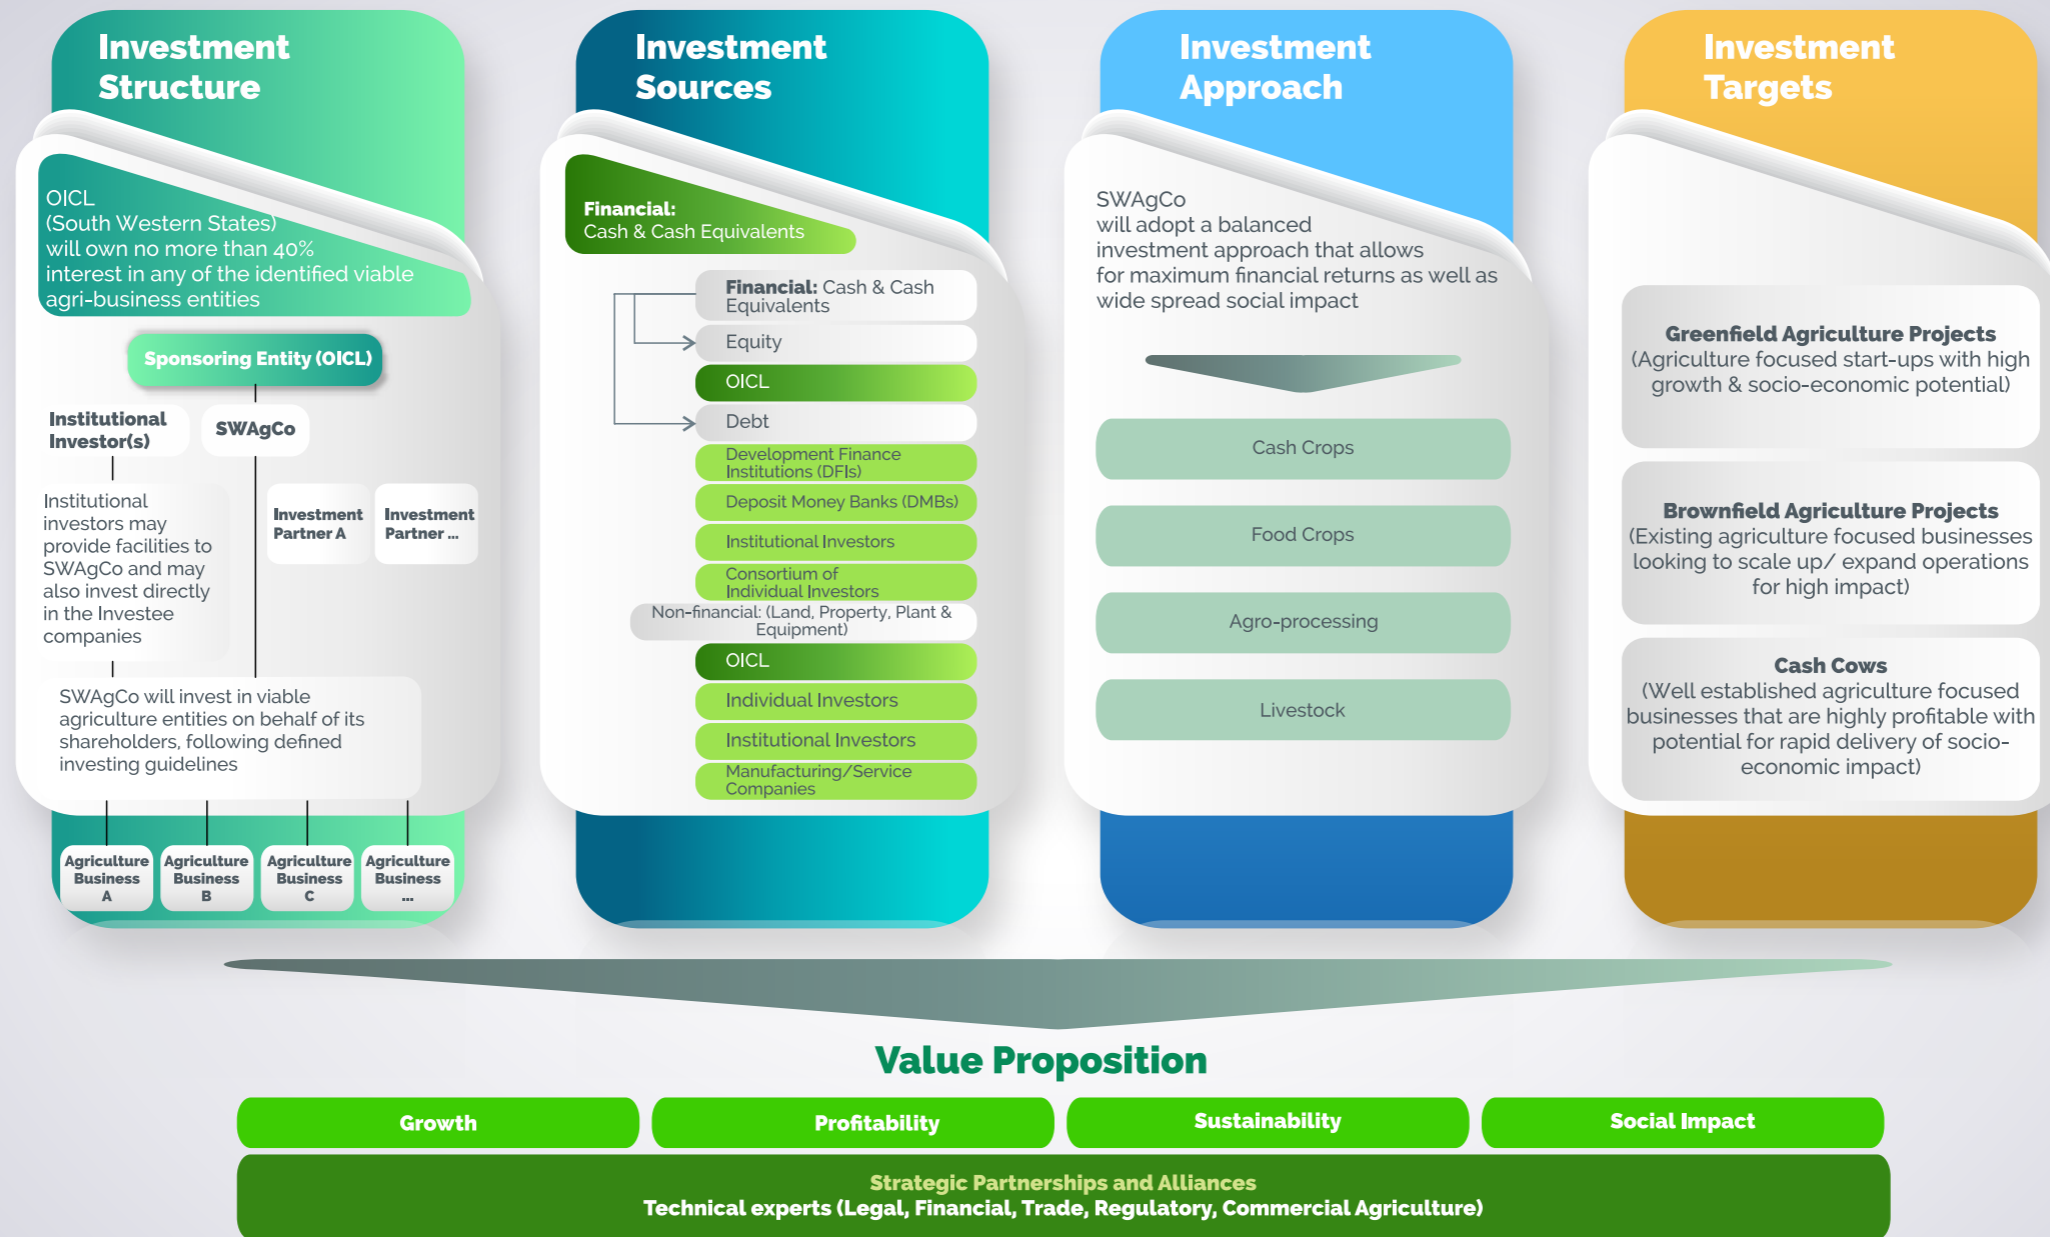 Investment
Structure
OICL
(South Western States)
will own no more than 40%
interest in any of the identified viable
agri-business entities
Sponsoring Entity (OICL)
Institutional
Investor(s)
SWAgCo
Institutional
investors may
provide facilities to
SWAgCo and may
also invest directly
in the Investee
companies
Investment
Partner A
Investment
Partner ...
SWAgCo will invest in viable
agriculture entities on behalf of its
shareholders, following defined
investing guidelines
Agriculture
Business
A
Agriculture
Business
B
Agriculture
Business
C
Agriculture
Business
...
Investment
Sources
Financial:
Cash & Cash Equivalents
Financial: Cash & Cash
Equivalents
Equity
OICL
Debt
Development Finance
Institutions (DFIs)
Deposit Money Banks (DMBs)
Institutional Investors
Consortium of
Individual Investors
Non-financial: (Land, Property, Plant &
Equipment)
OICL
Individual Investors
Institutional Investors
Manufacturing/Service
Companies
Investment
Approach
SWAgCo
will adopt a balanced
investment approach that allows
for maximum financial returns as well as
wide spread social impact
Cash Crops
Food Crops
Agro-processing
Livestock
Investment
Targets
Greenfield Agriculture Projects
(Agriculture focused start-ups with high
growth & socio-economic potential)
Brownfield Agriculture Projects
(Existing agriculture focused businesses
looking to scale up/ expand operations
for high impact)
Cash Cows
(Well established agriculture focused
businesses that are highly profitable with
potential for rapid delivery of socio-
economic impact)
Value Proposition
Growth
Profitability
Sustainability
Social Impact
Strategic Partnerships and Alliances
Technical experts (Legal, Financial, Trade, Regulatory, Commercial Agriculture)